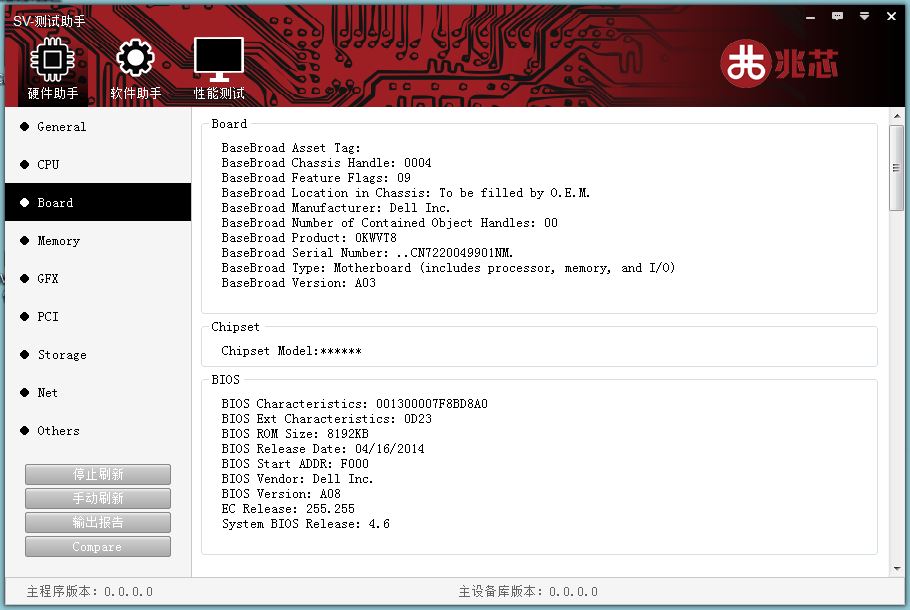 SV-测试助手
兆芯
硬件助手
软件助手
性能测试
General
CPU
Board
Memory
GFX
PCI
Storage
Net
Others
停止刷新
手动刷新
输出报告
Compare
Board
BaseBroad Asset Tag:
BaseBroad Chassis Handle: 0004
BaseBroad Feature Flags: 09
BaseBroad Location in Chassis: To be filled by O.E.M.
BaseBroad Manufacturer: Dell Inc.
BaseBroad Number of Contained Object Handles: 00
BaseBroad Product: 0KWVT8
BaseBroad Serial Number: ..CN7220049901NM.
BaseBroad Type: Motherboard (includes processor, memory, and I/O)
BaseBroad Version: A03
Chipset
Chipset Model:******
BIOS
BIOS Characteristics: 001300007F8BD8A0
BIOS Ext Characteristics: 0D23
BIOS ROM Size: 8192KB
BIOS Release Date: 04/16/2014
BIOS Start ADDR: F000
BIOS Vendor: Dell Inc.
BIOS Version: A08
EC Release: 255.255
System BIOS Release: 4.6
主程序版本: 0.0.0.0
主设备库版本: 0.0.0.0